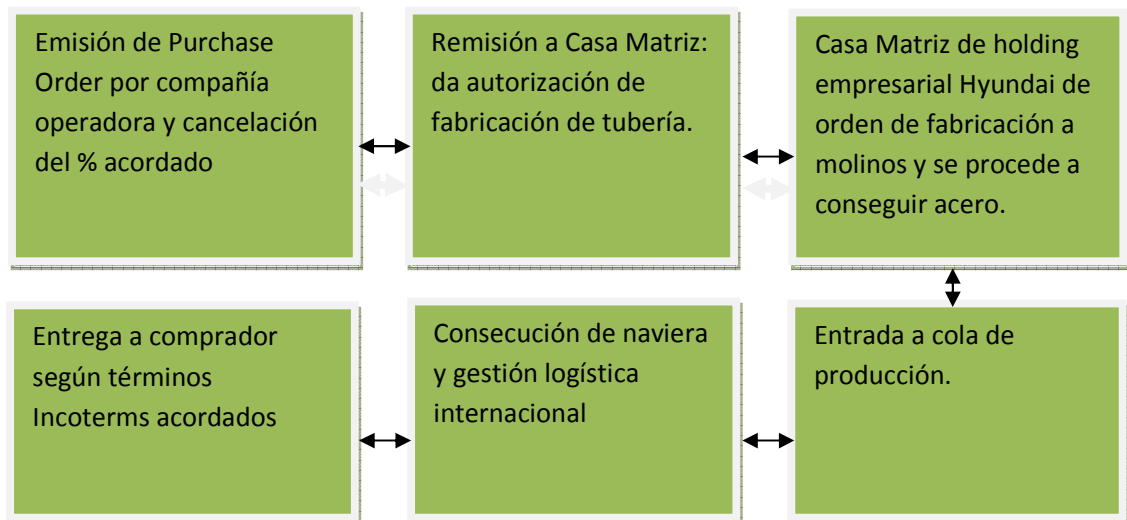 Emisión de Purchase
Order por compañía
operadora y cancelación
del % acordado
Remisión a Casa Matriz:
da autorización de
fabricación de tubería.
Casa Matriz de holding
empresarial Hyundai de
orden de fabricación a
molinos y se procede a
conseguir acero.
Entrega a comprador
según términos
Incoterms acordados
Consecución de naviera
y gestión logística
internacional
Entrada a cola de
producción.